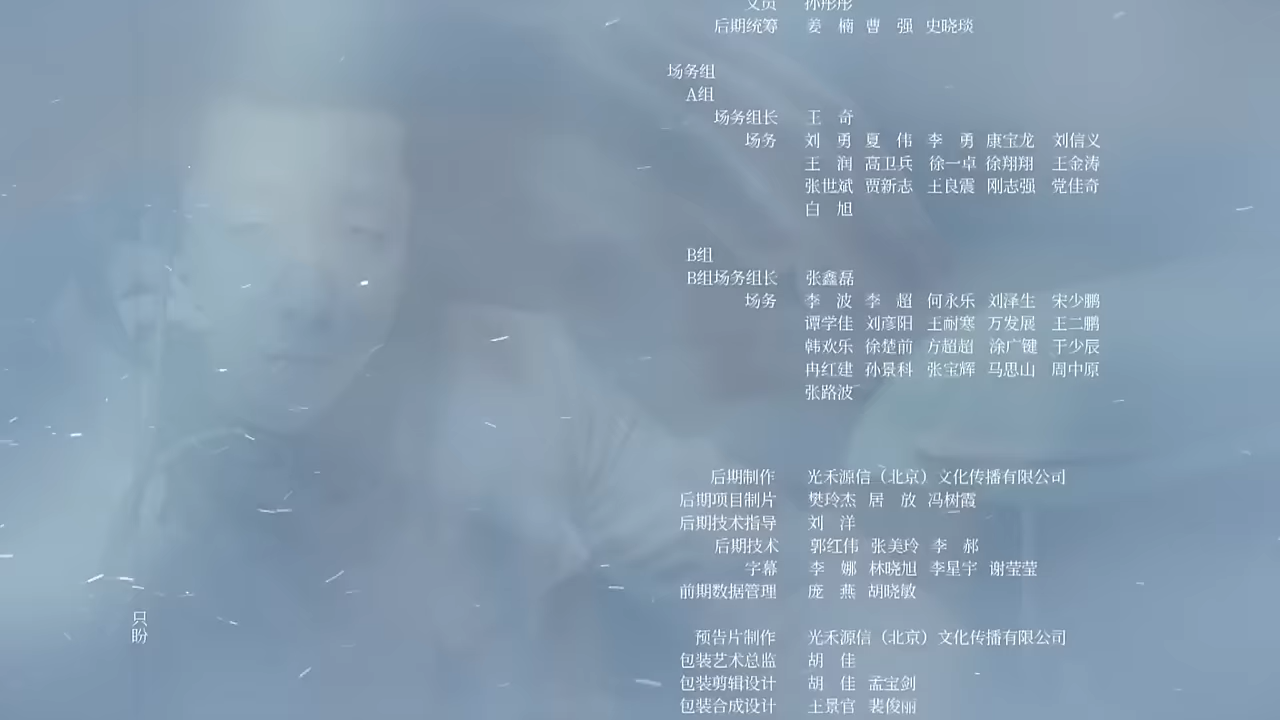 文员 孙彤彤
后期统筹 姜 楠 曹 强 史晓琰
场务组
A组
场务组长 王 奇
场务 刘 勇 夏 伟 李 勇 康宝龙 刘信义
王 润 高卫兵 徐一卓 徐翔翔 王金涛
张世斌 贾新志 王良震 刚志强 党佳奇
白 旭
B组
B组场务组长 张鑫磊
场务 李 波 李 超 何永乐 刘泽生 宋少鹏
谭学佳 刘彦阳 王耐寒 万发展 王二鹏
韩欢乐 徐楚前 方超超 涂广键 于少辰
冉红建 孙景科 张宝辉 马思山 周中原
张路波
后期制作 光禾源信（北京）文化传播有限公司
后期项目制片 樊玲杰 居 放 冯树霞
后期技术指导 刘 洋
后期技术 郭红伟 张美玲 李 郝
字幕 李 娜 林晓旭 李星宇 谢莹莹
前期数据管理 庞 燕 胡晓敏
预告片制作 光禾源信（北京）文化传播有限公司
包装艺术总监 胡 佳
包装剪辑设计 胡 佳 孟宝剑
包装合成设计 王景官 裴俊丽
只盼